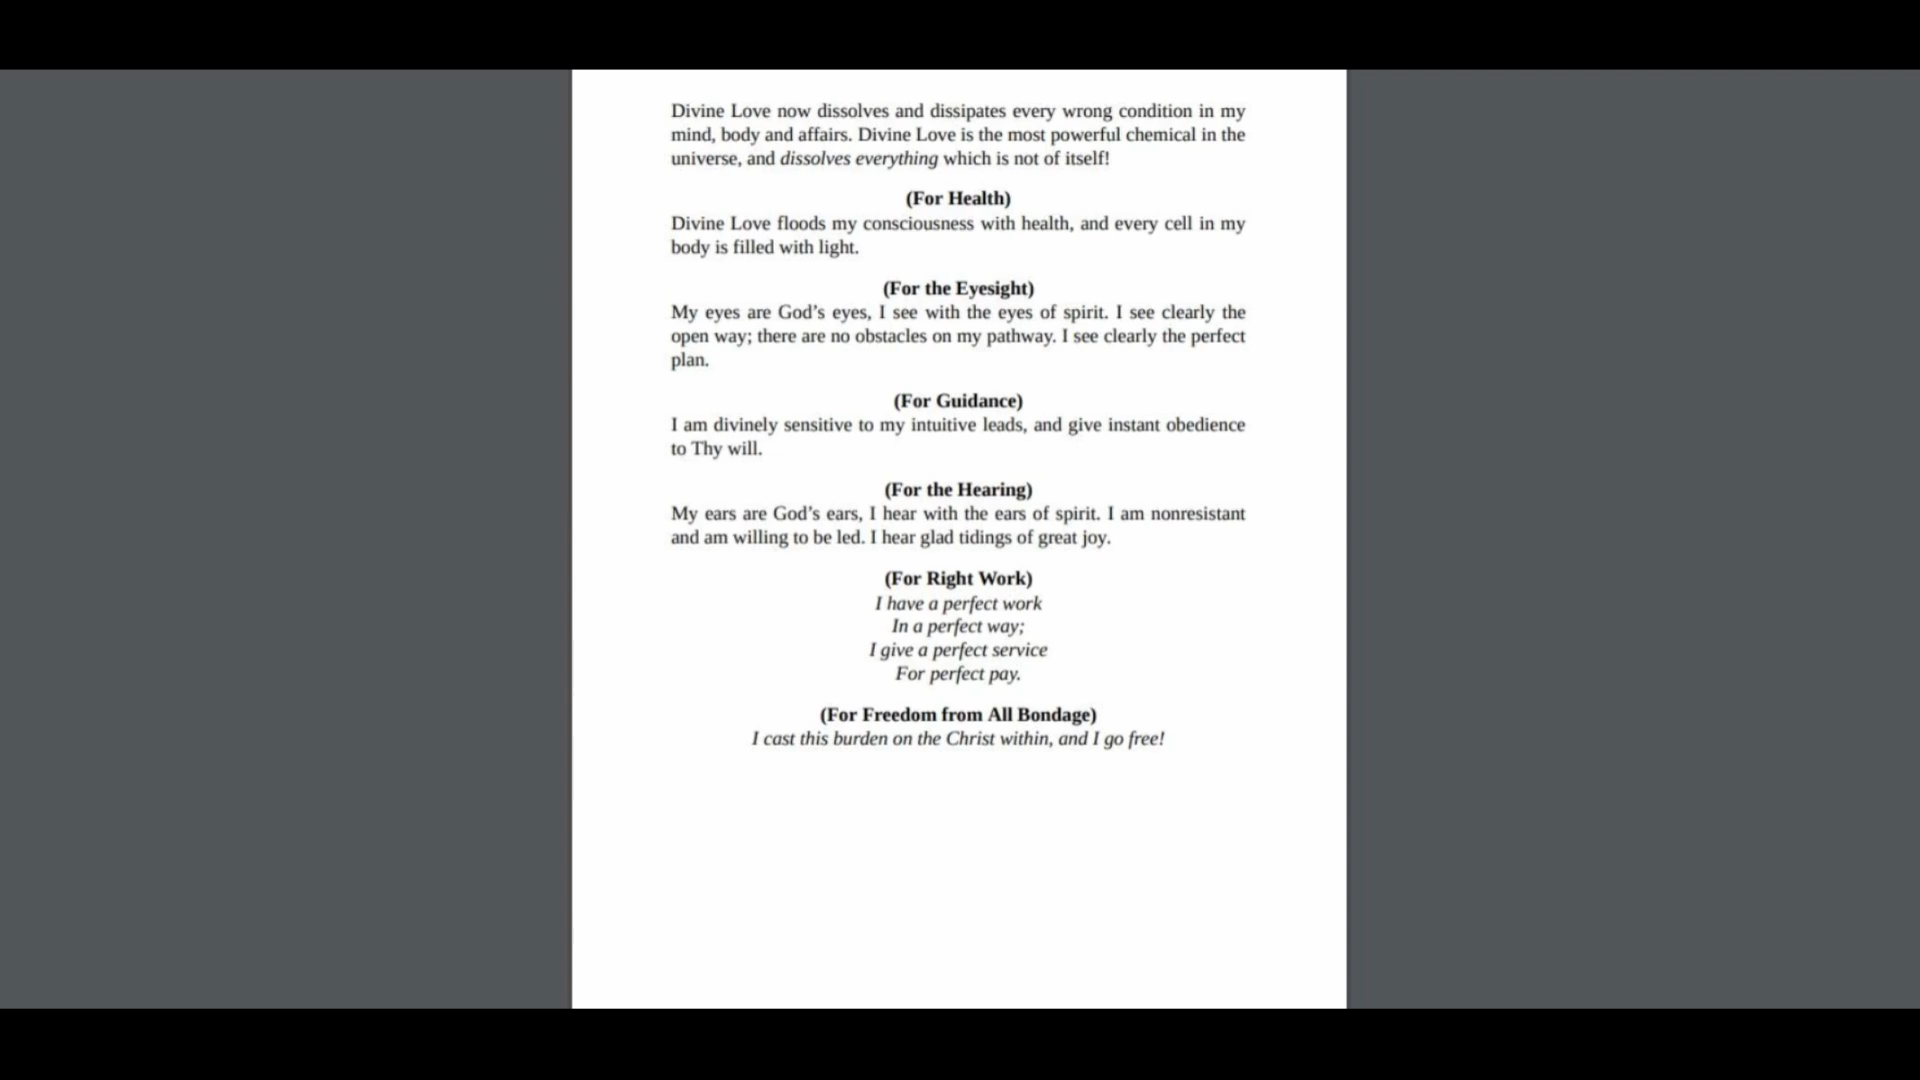 Divine Love now dissolves and dissipates every wrong condition in my
mind, body and affairs. Divine Love is the most powerful chemical in the
universe, and dissolves everything which is not of itself!
(For Health)
Divine Love floods my consciousness with health, and every cell in my
body is filled with light.
(For the Eyesight)
My eyes are God’s eyes, I see with the eyes of spirit. I see clearly the
open way; there are no obstacles on my pathway. I see clearly the perfect
plan.
(For Guidance)
I am divinely sensitive to my intuitive leads, and give instant obedience
to Thy will.
(For the Hearing)
My ears are God’s ears, I hear with the ears of spirit. I am nonresistant
and am willing to be led. I hear glad tidings of great joy.
(For Right Work)
I have a perfect work
In a perfect way;
I give a perfect service
For perfect pay.
(For Freedom from All Bondage)
I cast this burden on the Christ within, and I go free!